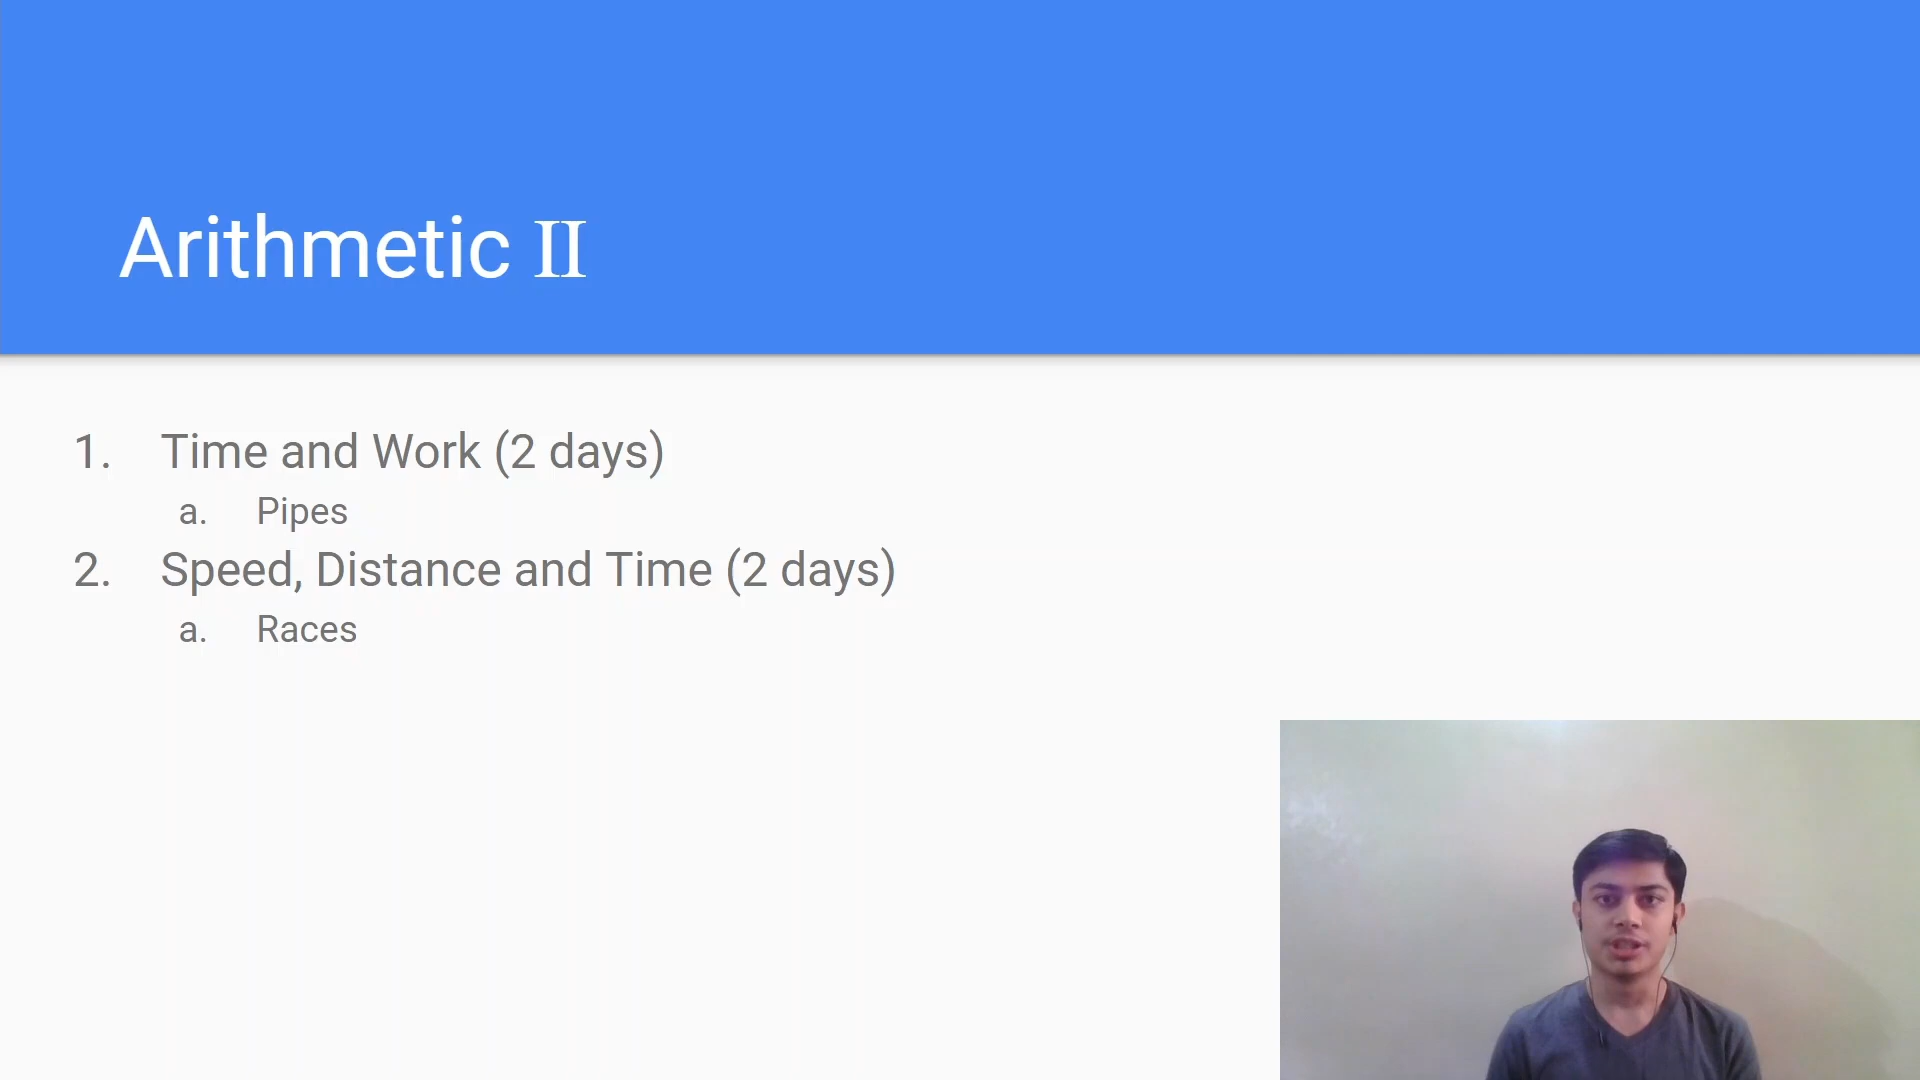 Arithmetic II
1. Time and Work (2 days)
a. Pipes
2. Speed, Distance and Time (2 days)
a. Races